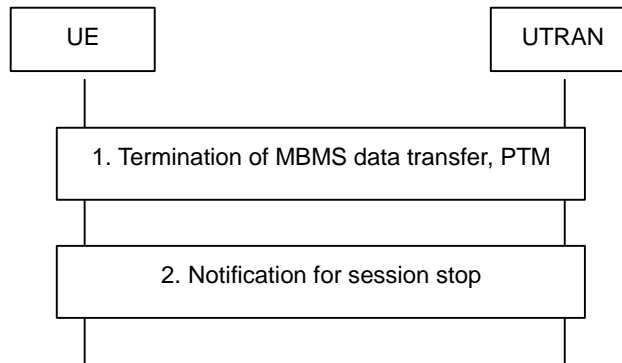 UE
UTRAN
1. Termination of MBMS data transfer, PTM
2. Notification for session stop